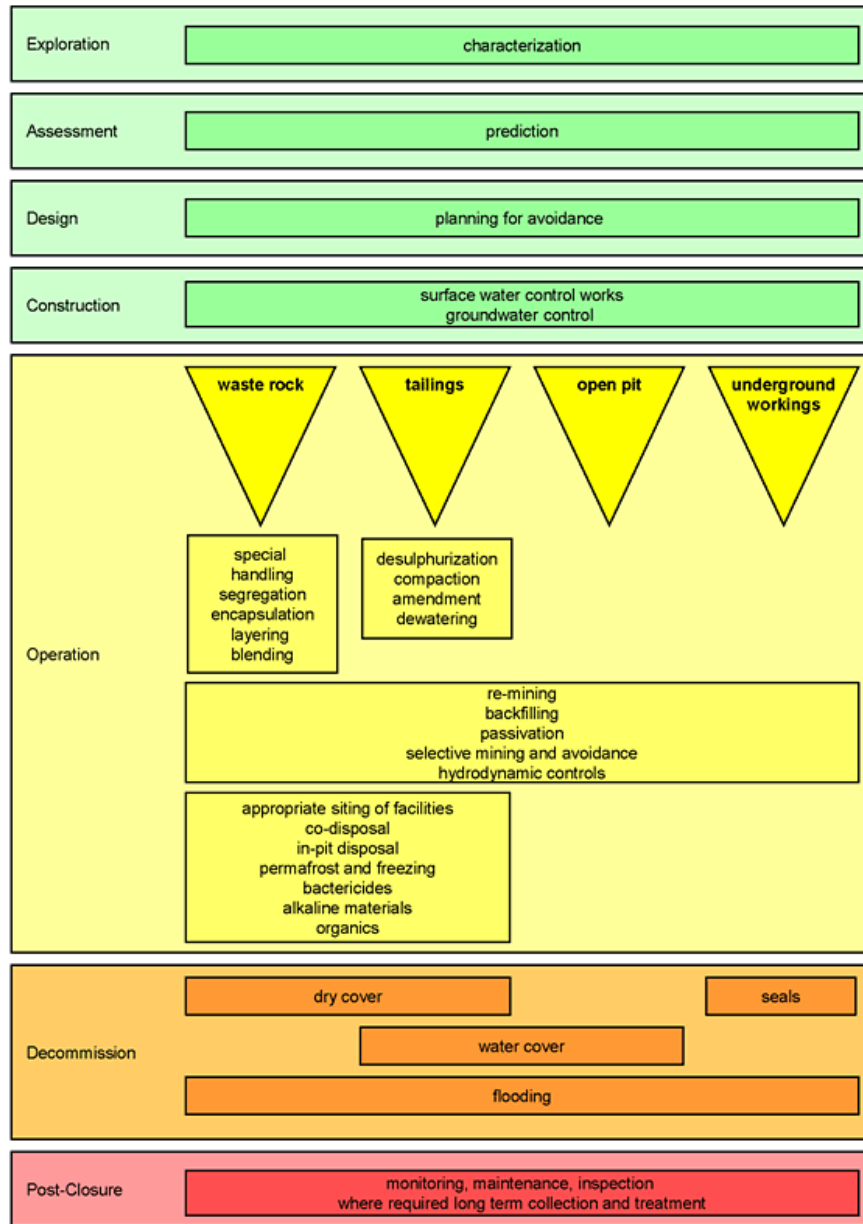 Exploration
characterization
Assessment
prediction
Design
planning for avoidance
Construction
surface water control works
groundwater control
Operation
waste rock
tailings
open pit
underground
workings
special
handling
segregation
encapsulation
layering
blending
desulphurization
compaction
amendment
dewatering
re-mining
backfilling
passivation
selective mining and avoidance
hydrodynamic controls
appropriate siting of facilities
co-disposal
in-pit disposal
permafrost and freezing
bactericides
alkaline materials
organics
Decommission
dry cover
seals
water cover
flooding
Post-Closure
monitoring, maintenance, inspection
where required long term collection and treatment